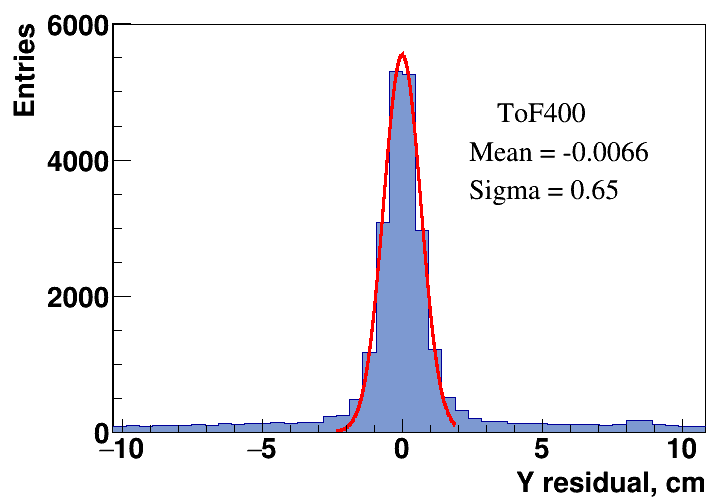 Entries
6000
4000
2000
0
ToF400
Mean = -0.0066
Sigma = 0.65
−10 −5 0 5 10
Y residual, cm